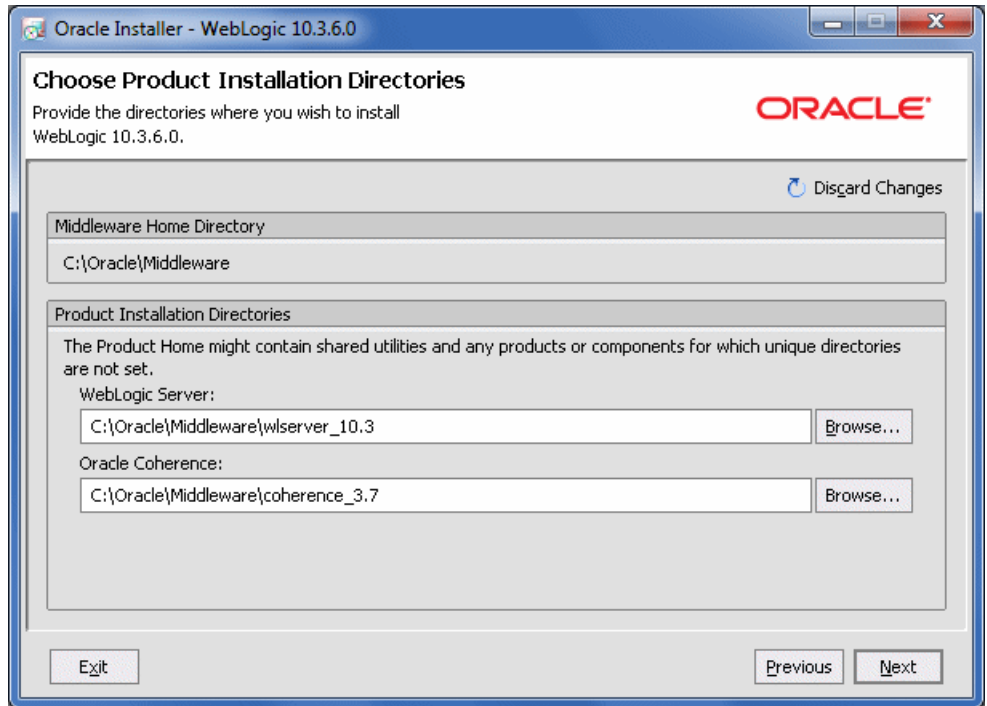 Oracle Installer - WebLogic 10.3.6.0
Choose Product Installation Directories
Provide the directories where you wish to install
WebLogic 10.3.6.0.
ORACLE
Discard Changes
Middleware Home Directory
C:\Oracle\Middleware
Product Installation Directories
The Product Home might contain shared utilities and any products or components for which unique directories
are not set.
WebLogic Server:
C:\Oracle\Middleware\wlserver_10.3
Browse...
Oracle Coherence:
C:\Oracle\Middleware\coherence_3.7
Browse...
Exit
Previous
Next